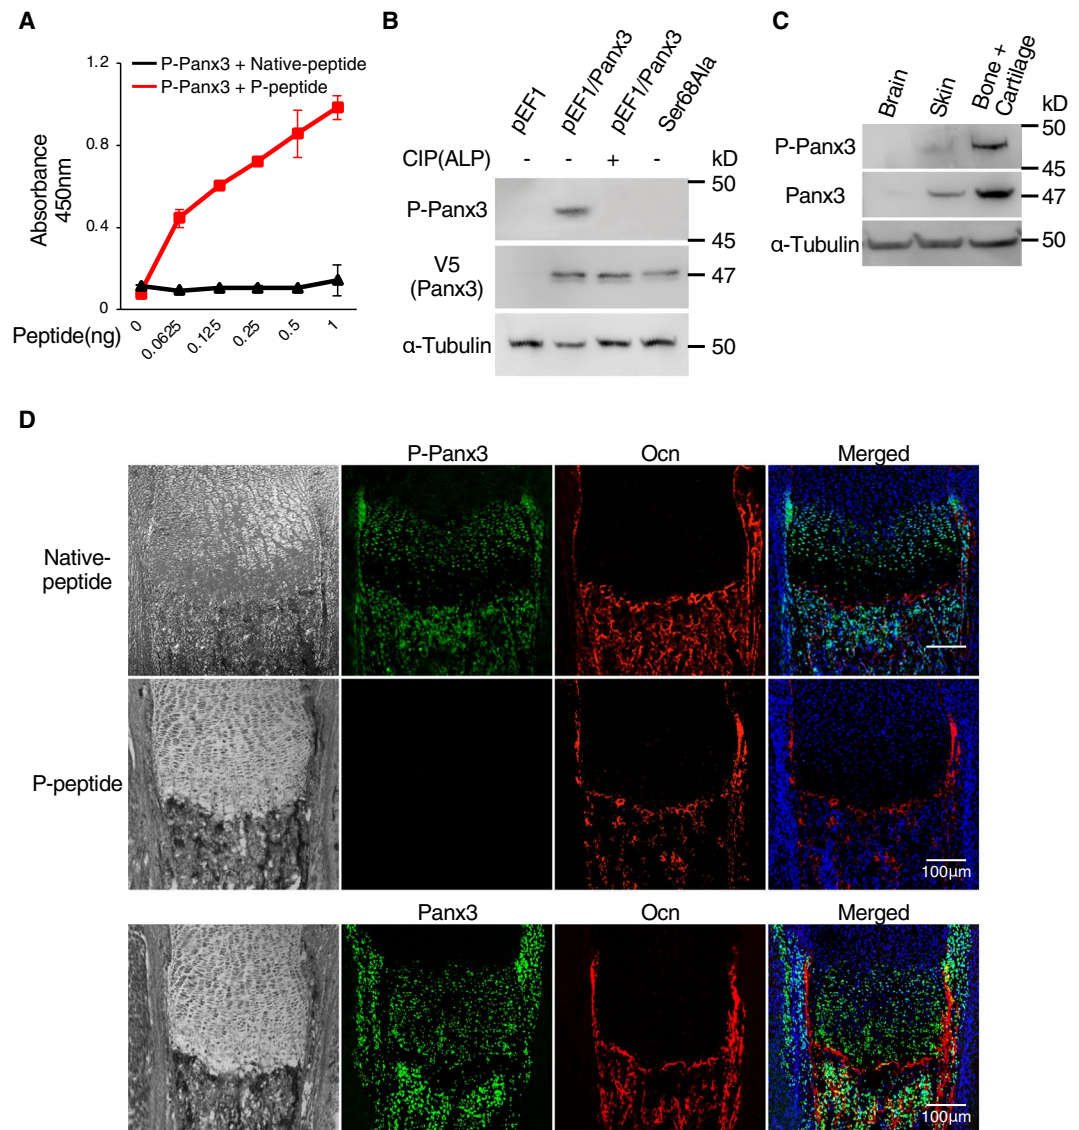 A
1.2
0.8
0.4
0
Absorbance
450nm
P-Panx3 + Native-peptide
P-Panx3 + P-peptide
Peptide(ng)
0
0.0625
0.125
0.25
0.5
1
B
pEF1
pEF1/Panx3
pEF1/Panx3
Ser68Ala
CIP(ALP)
-
-
+
-
kD
P-Panx3
50
45
V5
(Panx3)
47
α-Tubulin
50
C
Brain
Skin
Bone +
Cartilage
kD
P-Panx3
50
45
Panx3
47
α-Tubulin
50
D
P-Panx3
Ocn
Merged
Native-
peptide
P-peptide
100μm
Panx3
Ocn
Merged
100μm